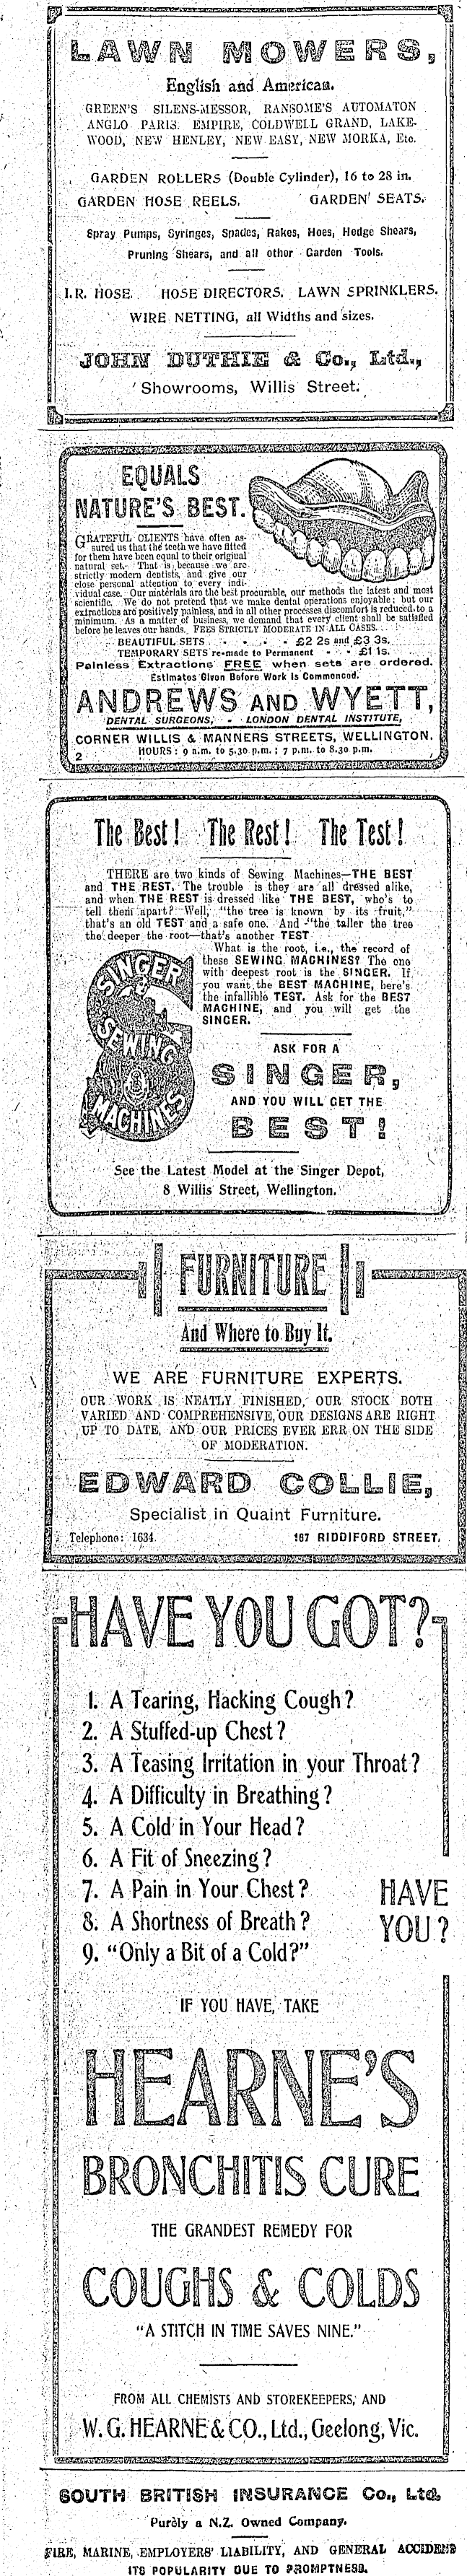 LAWN MOWERS,
English and American.
GREEN'S SILENS-MESSOR, RANSOME'S AUTOMATON
ANGLO PARIS. EMPIRE, COLDWELL GRAND, LAKE-
WOOD, NEW HENLEY, NEW EASY, NEW MORKA, Etc.
GARDEN ROLLERS (Double Cylinder), 16 to 28 in.
GARDEN HOSE REELS. GARDEN SEATS.
Spray Pumps, Syringes, Spades, Rakes, Hoes, Hedge Shears,
Pruning Shears, and all other Garden Tools.
I.R. HOSE. HOSE DIRECTORS. LAWN SPRINKLERS.
WIRE NETTING, all Widths and sizes.
JOHN DUTHIE & Co., Ltd.,
Showrooms, Willis Street.
EQUALS
NATURE'S BEST.
GRATEFUL CLIENTS have often as-
sured us that the teeth we have fitted
for them have been equal to their original
natural set. That is because we are
strictly modern dentists, and give our
close personal attention to every indi-
vidual case. Our materials are the best procurable, our methods the latest and most
scientific. We do not pretend that we make dental operations enjoyable; but our
extractions are positively painless, and in all other processes discomfort is reduced to a
minimum. As a matter of business, we demand that every client shall be satisfied
before he leaves our hands. FEES STRICTLY MODERATE IN ALL CASES.
BEAUTIFUL SETS - - - - £2 2s and £3 3s.
TEMPORARY SETS re-made to Permanent - - £1 1s.
Painless Extractions FREE when sets are ordered.
Estimates Given Before Work is Commenced.
ANDREWS AND WYETT,
DENTAL SURGEONS, - LONDON DENTAL INSTITUTE,
CORNER WILLIS & MANNERS STREETS, WELLINGTON.
HOURS: 9 a.m. to 5.30 p.m.; 7 p.m. to 8.30 p.m.
2
The Best! The Rest! The Test!
THERE are two kinds of Sewing Machines—THE BEST
and THE REST. The trouble is they are all dressed alike,
and when THE REST is dressed like THE BEST, who's to
tell them apart? Well, "the tree is known by its fruit,"
that's an old TEST and a safe one. And "the taller the tree
the deeper the root—that's another TEST
What is the root, i.e., the record of
these SEWING MACHINES? The one
with deepest root is the SINGER. If
you want the BEST MACHINE, here's
the infallible TEST. Ask for the BEST
MACHINE, and you will get the
SINGER.
SINGER
SEWING
MACHINES
ASK FOR A
SINGER,
AND YOU WILL GET THE
BEST!
See the Latest Model at the Singer Depot,
8 Willis Street, Wellington.
FURNITURE
And Where to Buy It.
WE ARE FURNITURE EXPERTS.
OUR WORK IS NEATLY FINISHED, OUR STOCK BOTH
VARIED AND COMPREHENSIVE, OUR DESIGNS ARE RIGHT
UP TO DATE, AND OUR PRICES EVER ERR ON THE SIDE
OF MODERATION.
EDWARD COLLIE,
Specialist in Quaint Furniture.
Telephone: 1634. 167 RIDDIFORD STREET.
HAVE YOU GOT?
1. A Tearing, Hacking Cough?
2. A Stuffed-up Chest?
3. A Teasing Irritation in your Throat?
4. A Difficulty in Breathing?
5. A Cold in Your Head?
6. A Fit of Sneezing?
7. A Pain in Your Chest?
8. A Shortness of Breath?
9. "Only a Bit of a Cold?"
HAVE
YOU?
IF YOU HAVE, TAKE
HEARNE'S
BRONCHITIS CURE
THE GRANDEST REMEDY FOR
COUGHS & COLDS
"A STITCH IN TIME SAVES NINE."
FROM ALL CHEMISTS AND STOREKEEPERS, AND
W. G. HEARNE & CO., Ltd., Geelong, Vic.
SOUTH BRITISH INSURANCE Co., Ltd.
Purely a N.Z. Owned Company.
FIRE, MARINE, EMPLOYERS' LIABILITY, AND GENERAL ACCIDENTS
ITS POPULARITY DUE TO PROMPTNESS.